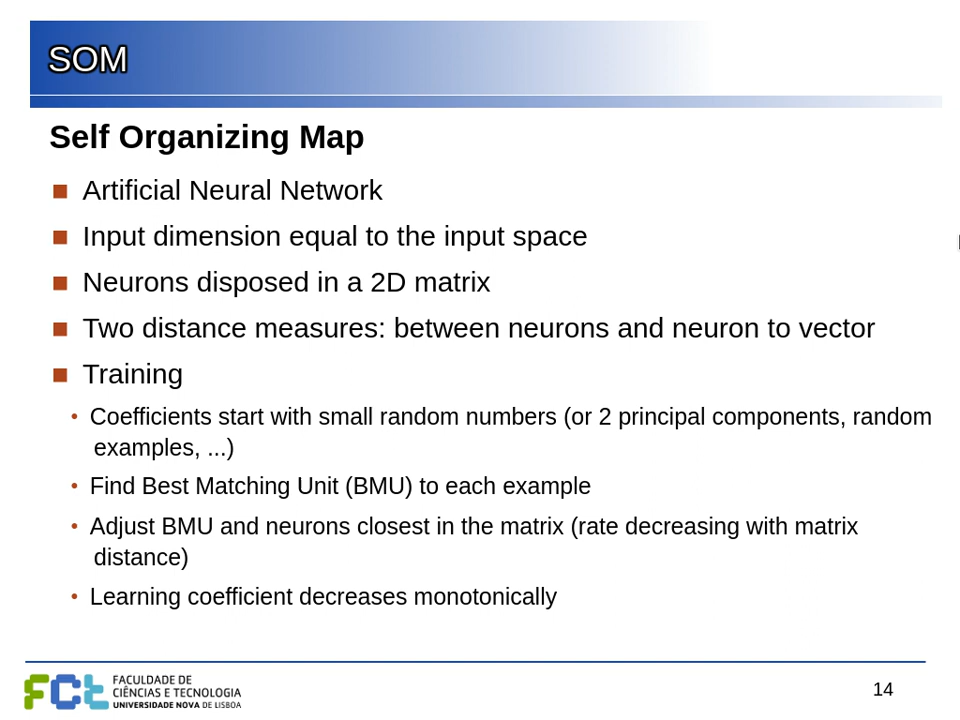 SOM
Self Organizing Map
Artificial Neural Network
Input dimension equal to the input space
Neurons disposed in a 2D matrix
Two distance measures: between neurons and neuron to vector
Training
• Coefficients start with small random numbers (or 2 principal components, random
examples, ...)
• Find Best Matching Unit (BMU) to each example
• Adjust BMU and neurons closest in the matrix (rate decreasing with matrix
distance)
• Learning coefficient decreases monotonically
FCt
FACULDADE DE
CIÊNCIAS E TECNOLOGIA
UNIVERSIDADE NOVA DE LISBOA
14